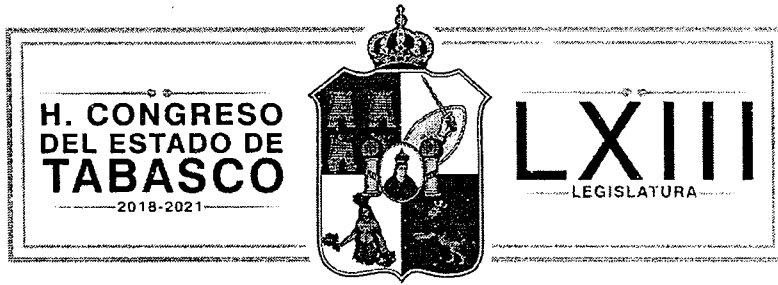 H. CONGRESO
DEL ESTADO DE
TABASCO
2018-2021
LXIII
LEGISLATURA